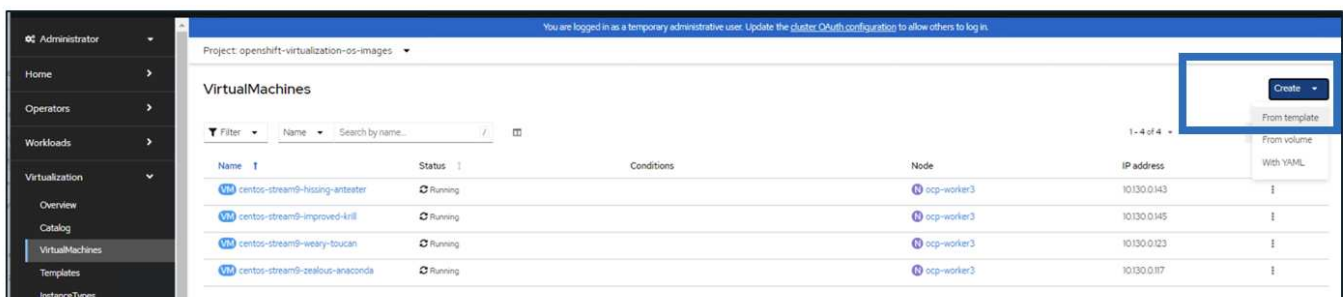 You are logged in as a temporary administrative user. Update the cluster OAuth configuration to allow others to log in.
Administrator
Project: openshift-virtualization-os-images
Home
VirtualMachines
Create
Operators
From template
Filter Name Search by name... /
1 - 4 of 4
Workloads
From volume
With YAML
Name Status Conditions Node IP address
Virtualization
VM centos-stream9-hissing-anteater Running N ocp-worker3 10.130.0.143
Overview
VM centos-stream9-improved-krill Running N ocp-worker3 10.130.0.145
Catalog
VM centos-stream9-weary-toucan Running N ocp-worker3 10.130.0.123
VirtualMachines
VM centos-stream9-zealous-anaconda Running N ocp-worker3 10.130.0.117
Templates
InstanceTypes